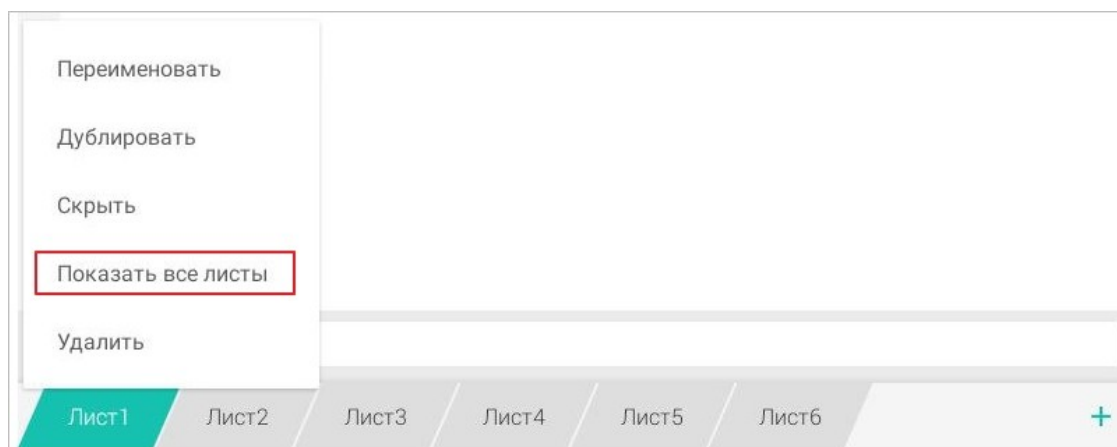 Переименовать
Дублировать
Скрыть
Показать все листы
Удалить
Лист1 Лист2 Лист3 Лист4 Лист5 Лист6 +